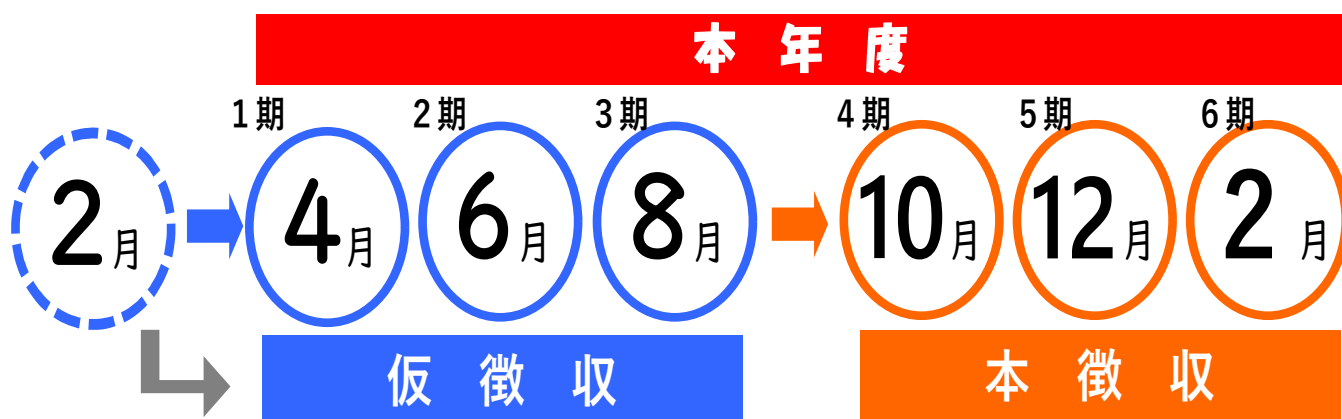 本年度
1期 2期 3期 4期 5期 6期
2月 4月 6月 8月 10月 12月 2月
仮徴収 本徴収